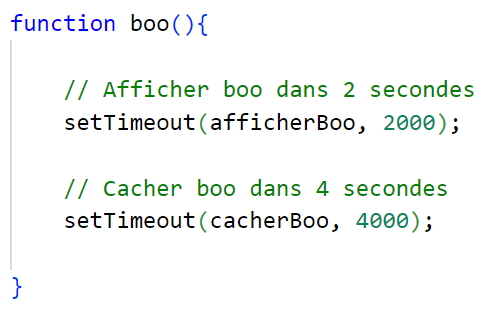 function boo(){
// Afficher boo dans 2 secondes
setTimeout(afficherBoo, 2000);
// Cacher boo dans 4 secondes
setTimeout(cacherBoo, 4000);
}